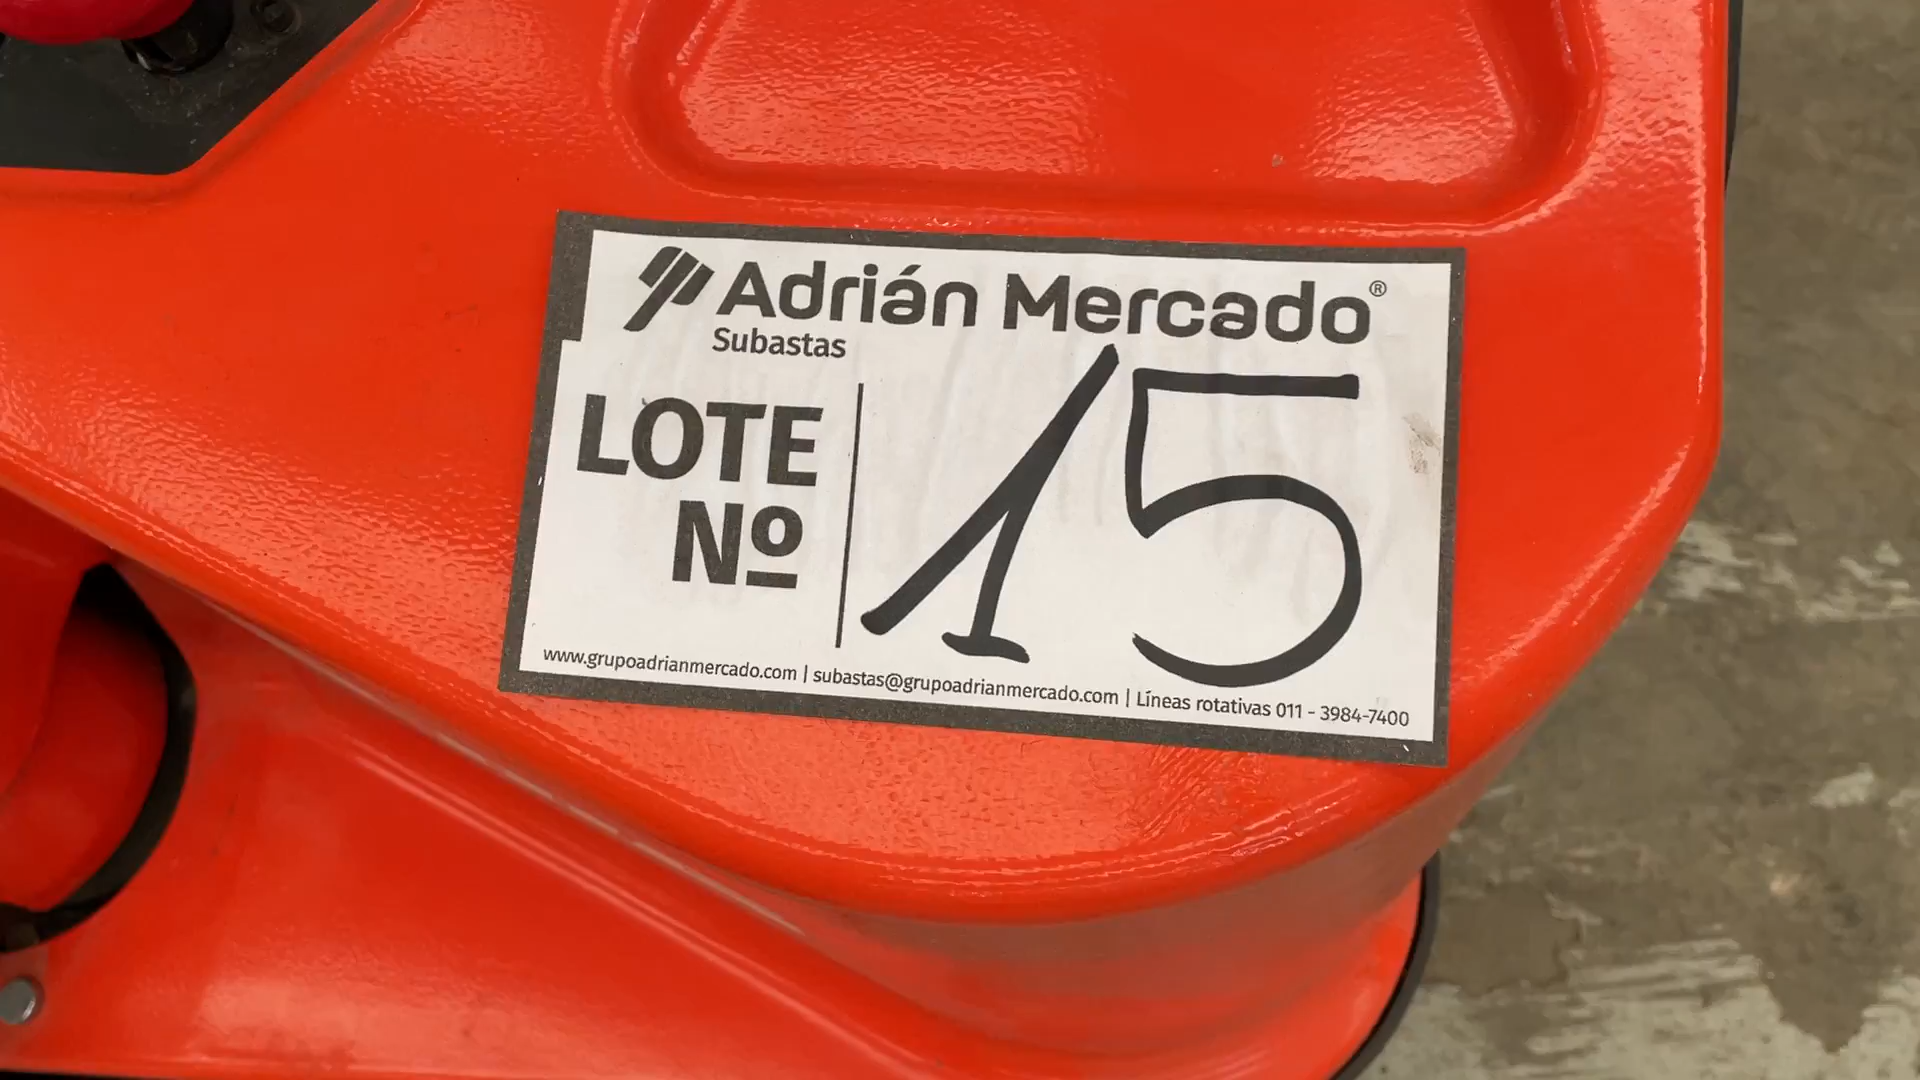 Adrián Mercado®
Subastas
LOTE
Nº
15
www.grupoadrianmercado.com | subastas@grupoadrianmercado.com | Líneas rotativas 011 - 3984-7400